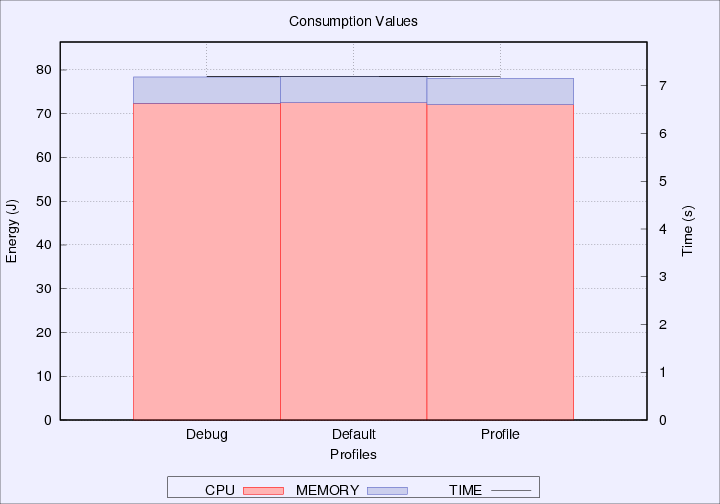 Consumption Values
80
70
60
50
40
30
20
10
0
Energy (J)
7
6
5
4
3
2
1
0
Time (s)
Debug Default Profile
Profiles
CPU MEMORY TIME